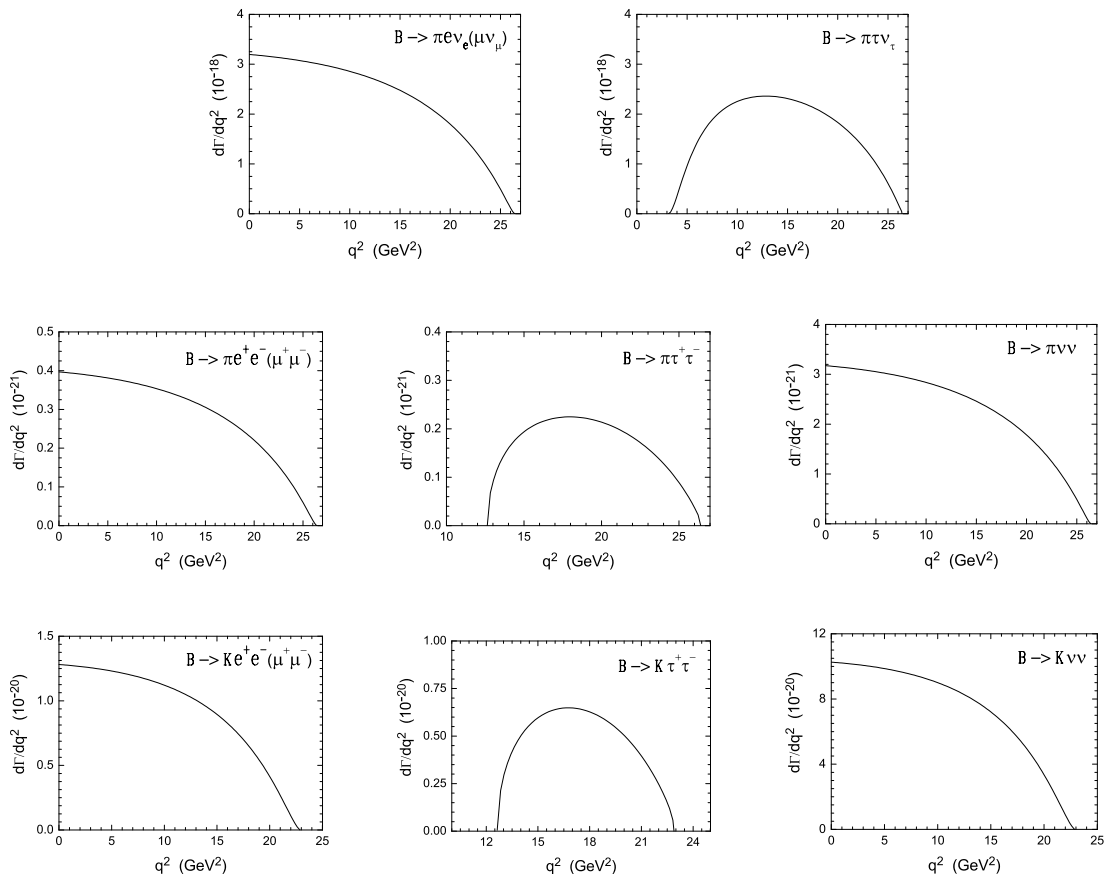 B -> πeνe(μνμ)
dΓ/dq² (10⁻¹⁸)
4
3
2
1
0
0 5 10 15 20 25
q² (GeV²)
B -> πτντ
dΓ/dq² (10⁻¹⁸)
4
3
2
1
0
0 5 10 15 20 25
q² (GeV²)
B -> πe⁺e⁻(μ⁺μ⁻)
dΓ/dq² (10⁻²¹)
0.5
0.4
0.3
0.2
0.1
0.0
0 5 10 15 20 25
q² (GeV²)
B -> πτ⁺τ⁻
dΓ/dq² (10⁻²¹)
0.4
0.3
0.2
0.1
0.0
10 15 20 25
q² (GeV²)
B -> πνν
dΓ/dq² (10⁻²¹)
4
3
2
1
0
0 5 10 15 20 25
q² (GeV²)
B -> Ke⁺e⁻(μ⁺μ⁻)
dΓ/dq² (10⁻²⁰)
1.5
1.0
0.5
0.0
0 5 10 15 20 25
q² (GeV²)
B -> Kτ⁺τ⁻
dΓ/dq² (10⁻²⁰)
1.00
0.75
0.50
0.25
0.00
12 15 18 21 24
q² (GeV²)
B -> Kνν
dΓ/dq² (10⁻²⁰)
12
8
4
0
0 5 10 15 20 25
q² (GeV²)